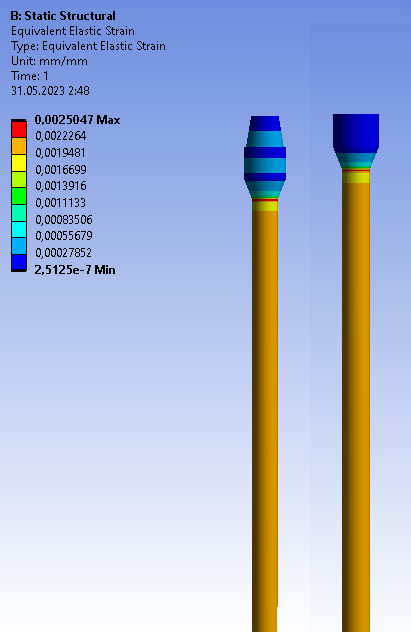 B: Static Structural
Equivalent Elastic Strain
Type: Equivalent Elastic Strain
Unit: mm/mm
Time: 1
31.05.2023 2:48
0,0025047 Max
0,0022264
0,0019481
0,0016699
0,0013916
0,0011133
0,00083506
0,00055679
0,00027852
2,5125e-7 Min